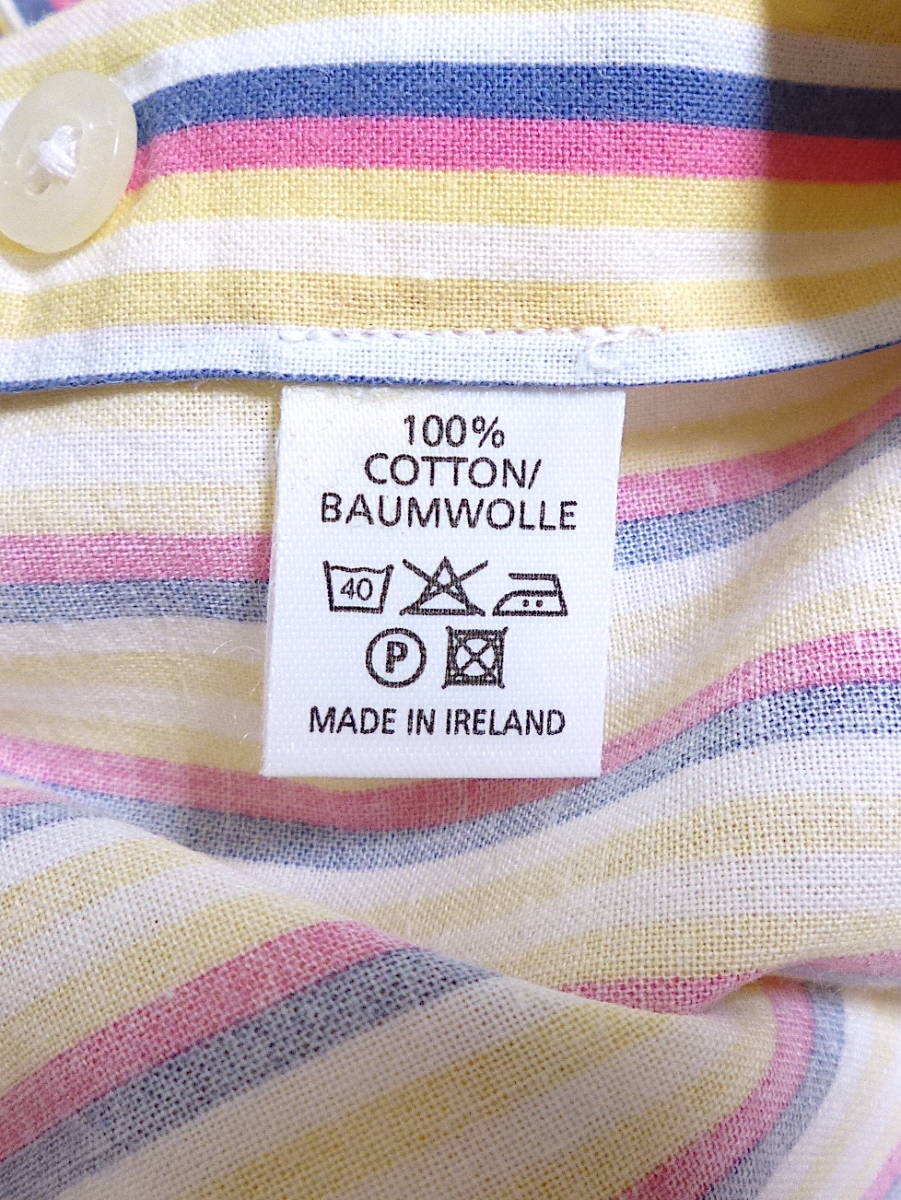 100%
COTTON/
BAUMWOLLE
40
P
MADE IN IRELAND